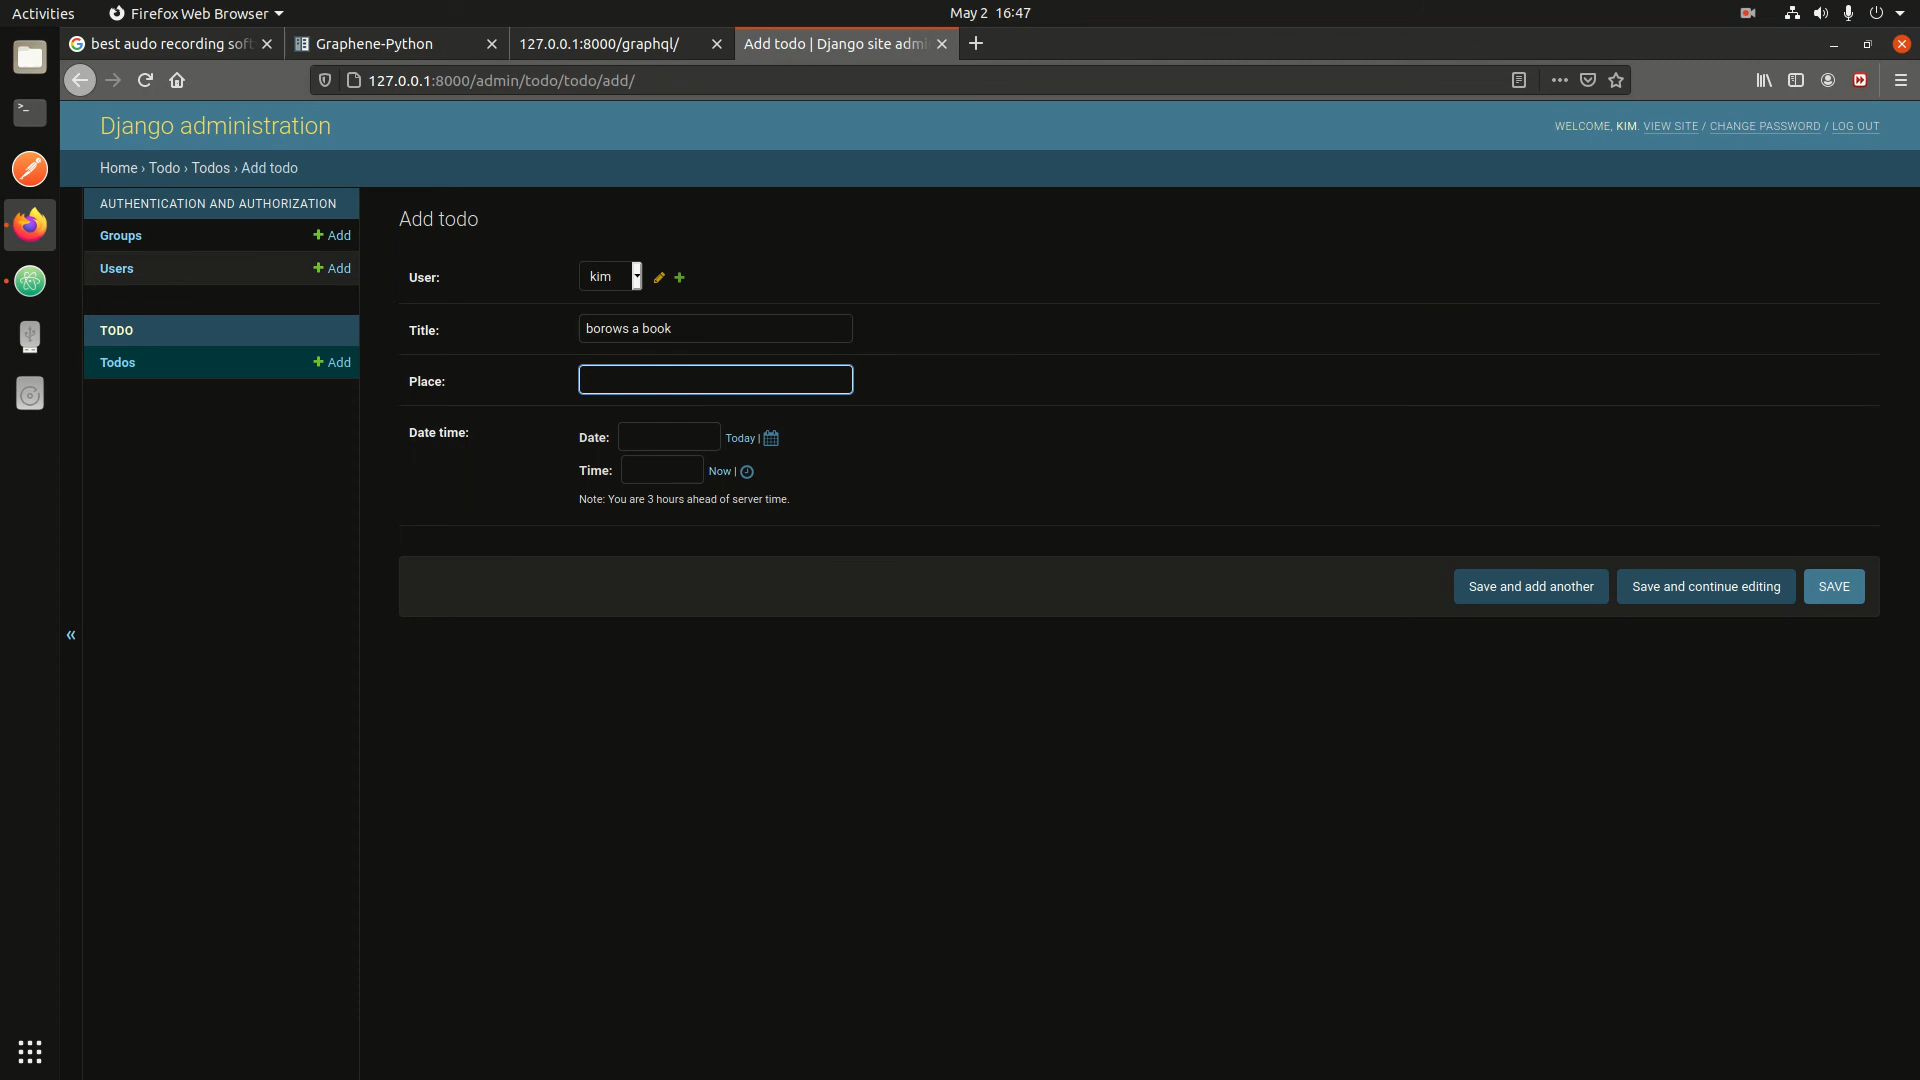 Activities
Firefox Web Browser
May 2 16:47
best audo recording soft
Graphene-Python
127.0.0.1:8000/graphql/
Add todo | Django site admi
127.0.0.1:8000/admin/todo/todo/add/
Django administration
WELCOME, KIM. VIEW SITE / CHANGE PASSWORD / LOG OUT
Home › Todo › Todos › Add todo
AUTHENTICATION AND AUTHORIZATION
Groups
Add
Users
Add
TODO
Todos
Add
Add todo
User:
kim
Title:
borows a book
Place:
Date time:
Date:
Today |
Time:
Now |
Note: You are 3 hours ahead of server time.
Save and add another
Save and continue editing
SAVE
«